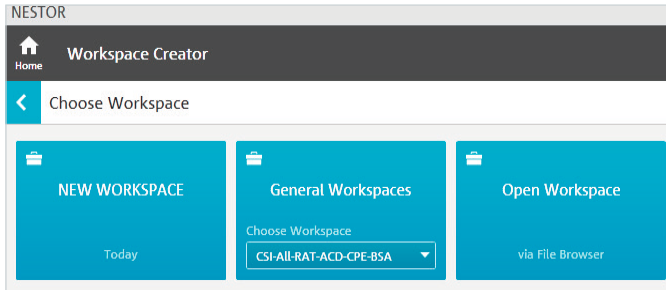 NESTOR
Home
Workspace Creator
Choose Workspace
NEW WORKSPACE
Today
General Workspaces
Choose Workspace
CSI-All-RAT-ACD-CPE-BSA
Open Workspace
via File Browser